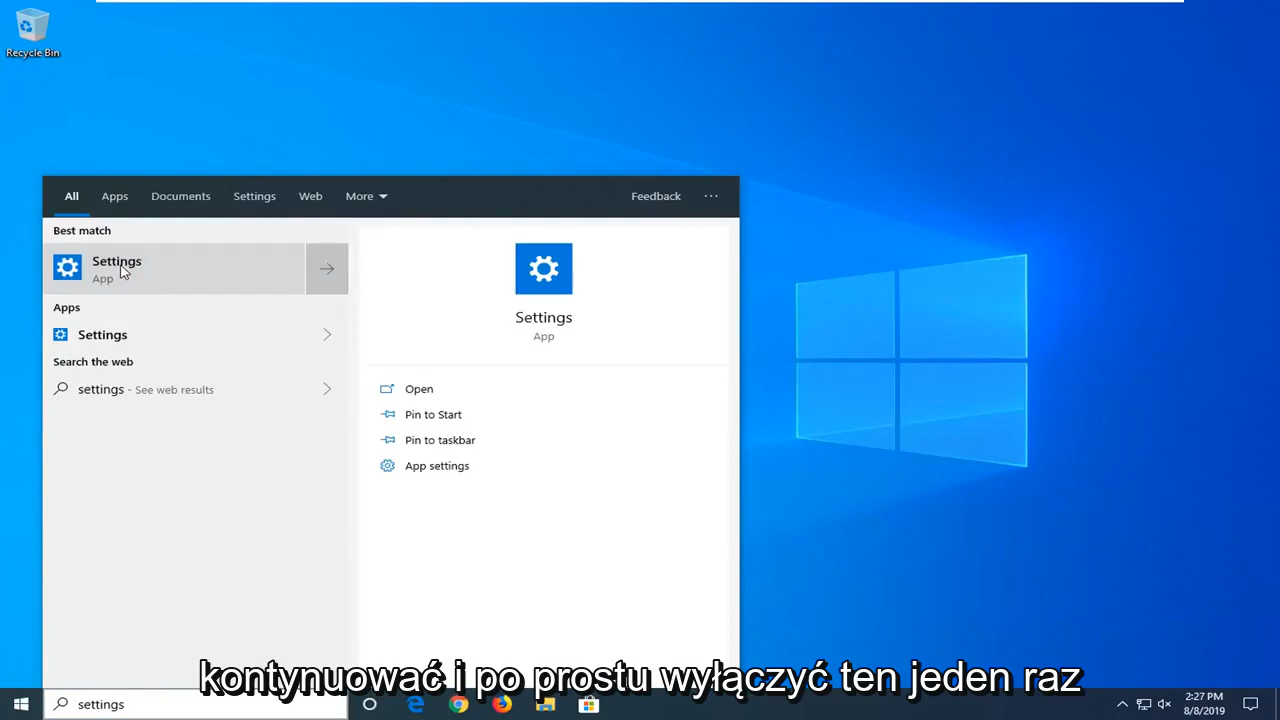 Recycle Bin
All Apps Documents Settings Web More Feedback ···
Best match
Settings
App
Apps
Settings
Search the web
settings - See web results
Settings
App
Open
Pin to Start
Pin to taskbar
App settings
kontynuować i po prostu wyłączyć ten jeden raz
settings
2:27 PM
8/8/2019